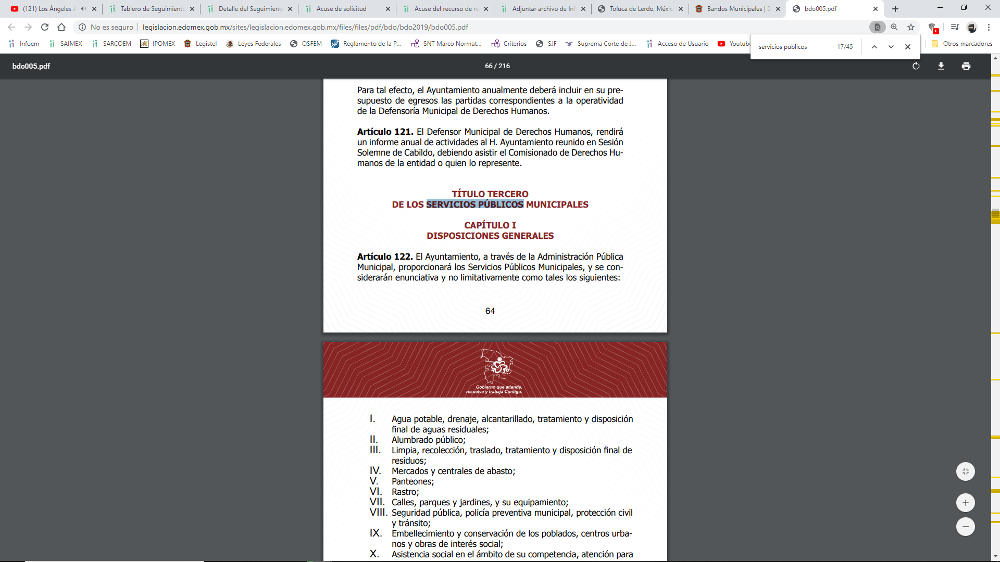 (121) Los Ángeles A
Tablero de Seguimiento
Detalle del Seguimiento
Acuse de solicitud
Acuse del recurso de re
Adjuntar archivo de Inf
Toluca de Lerdo, Méxic
Bandos Municipales | D
bdo005.pdf
No es seguro | legislacion.edomex.gob.mx/sites/legislacion.edomex.gob.mx/files/files/pdf/bdo/bdo2019/bdo005.pdf
Infoem
SAIMEX
SARCOEM
IPOMEX
Legistel
Leyes Federales
OSFEM
Reglamento de la P...
SNT Marco Normat...
Criterios
SJF
Suprema Corte de J...
Acceso de Usuario
Youtube
Otros marcadores
servicios publicos 17/45
bdo005.pdf
66 / 216
Para tal efecto, el Ayuntamiento anualmente deberá incluir en su pre-
supuesto de egresos las partidas correspondientes a la operatividad
de la Defensoría Municipal de Derechos Humanos.
Artículo 121. El Defensor Municipal de Derechos Humanos, rendirá
un informe anual de actividades al H. Ayuntamiento reunido en Sesión
Solemne de Cabildo, debiendo asistir el Comisionado de Derechos Hu-
manos de la entidad o quien lo represente.
TÍTULO TERCERO
DE LOS SERVICIOS PÚBLICOS MUNICIPALES
CAPÍTULO I
DISPOSICIONES GENERALES
Artículo 122. El Ayuntamiento, a través de la Administración Pública
Municipal, proporcionará los Servicios Públicos Municipales, y se con-
siderarán enunciativa y no limitativamente como tales los siguientes:
64
Gobierno que atiende,
resuelve y trabaja Contigo.
I. Agua potable, drenaje, alcantarillado, tratamiento y disposición
final de aguas residuales;
II. Alumbrado público;
III. Limpia, recolección, traslado, tratamiento y disposición final de
residuos;
IV. Mercados y centrales de abasto;
V. Panteones;
VI. Rastro;
VII. Calles, parques y jardines, y su equipamiento;
VIII. Seguridad pública, policía preventiva municipal, protección civil
y tránsito;
IX. Embellecimiento y conservación de los poblados, centros urba-
nos y obras de interés social;
X. Asistencia social en el ámbito de su competencia, atención para